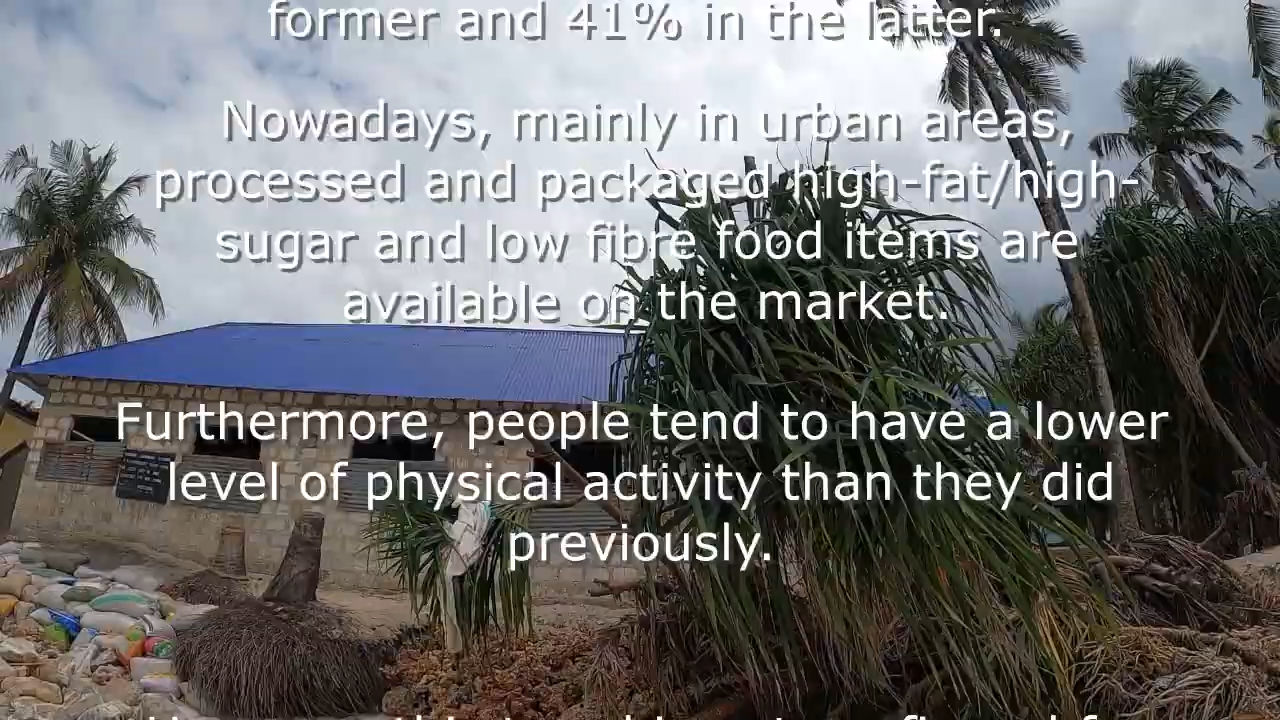 former and 41% in the latter.
Nowadays, mainly in urban areas,
processed and packaged high-fat/high-
sugar and low fibre food items are
available on the market.
Furthermore, people tend to have a lower
level of physical activity than they did
previously.